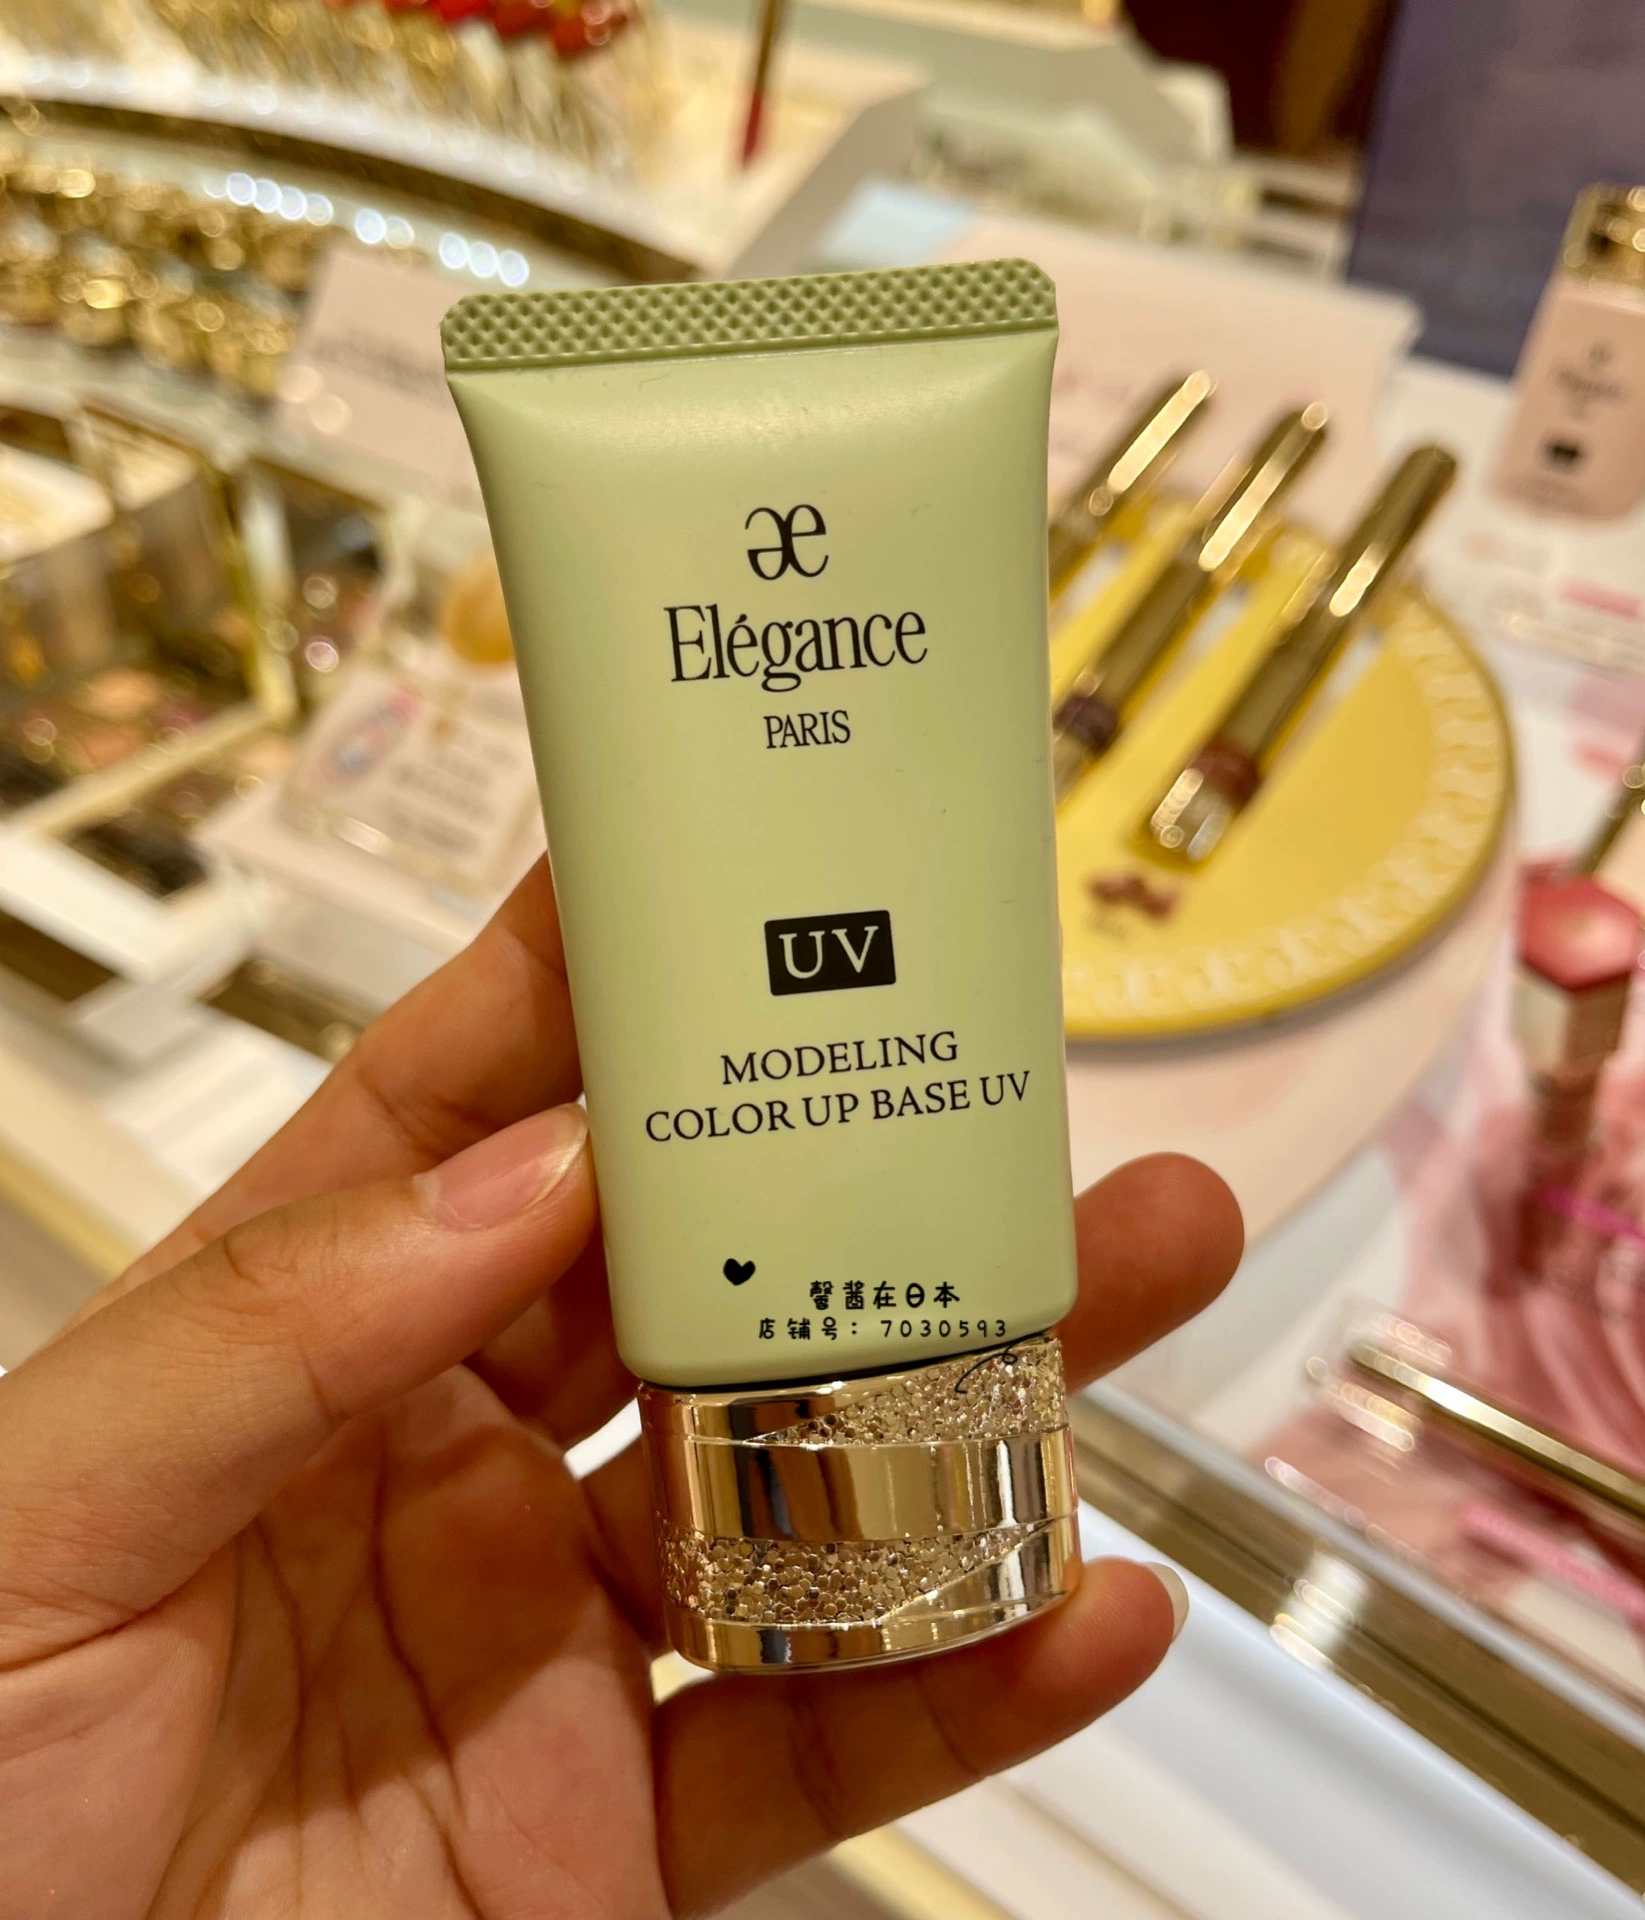 æ
Elégance
PARIS
UV
MODELING
COLOR UP BASE UV
馨酱在日本
店铺号：7030593